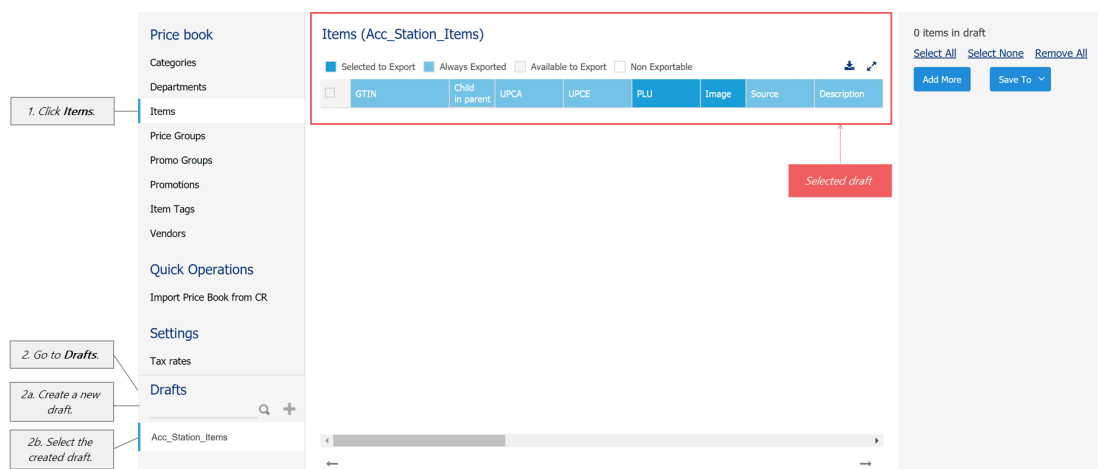 Price book
Categories
Departments
1. Click Items.
Items
Price Groups
Promo Groups
Promotions
Item Tags
Vendors
Quick Operations
Import Price Book from CR
Settings
2. Go to Drafts.
Tax rates
Drafts
2a. Create a new
draft.
2b. Select the
created draft.
Acc_Station_Items
Items (Acc_Station_Items)
Selected to Export Always Exported Available to Export Non Exportable
GTIN Child in parent UPCA UPCE PLU Image Source Description
Selected draft
0 items in draft
Select All Select None Remove All
Add More Save To